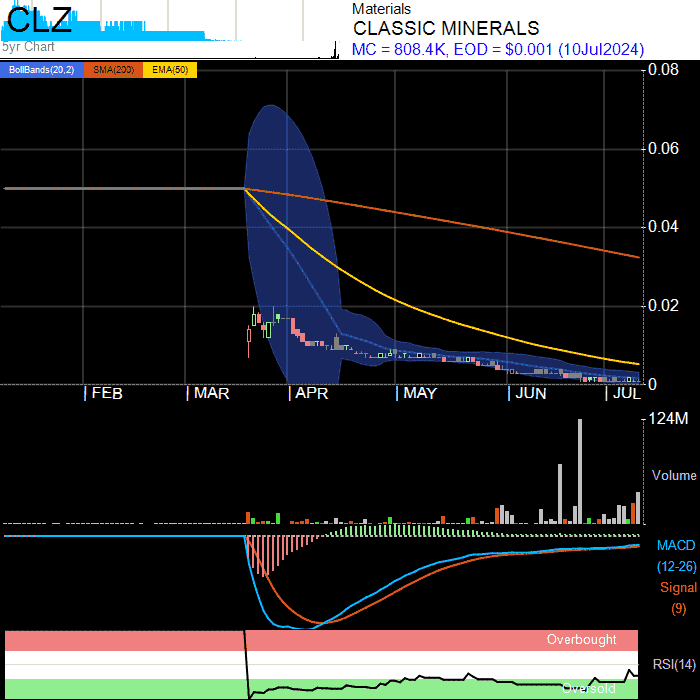 CLZ
5yr Chart
Materials
CLASSIC MINERALS
MC = 808.4K, EOD = $0.001 (10Jul2024)
BollBands(20,2) SMA(200) EMA(50)
0.08
0.06
0.04
0.02
0
FEB MAR APR MAY JUN JUL
124M
Volume
MACD
(12-26)
Signal
(9)
Overbought
RSI(14)
Oversold